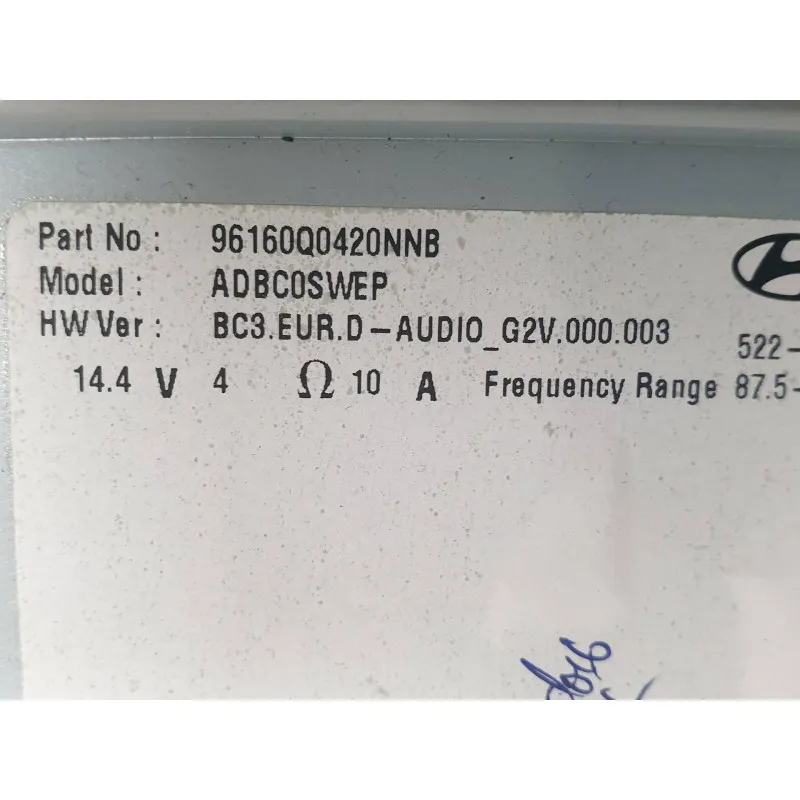 Part No : 96160Q0420NNB
Model : ADBC0SWEP
HW Ver : BC3.EUR.D-AUDIO_G2V.000.003
522-
14.4 V 4 Ω 10 A Frequency Range 87.5-